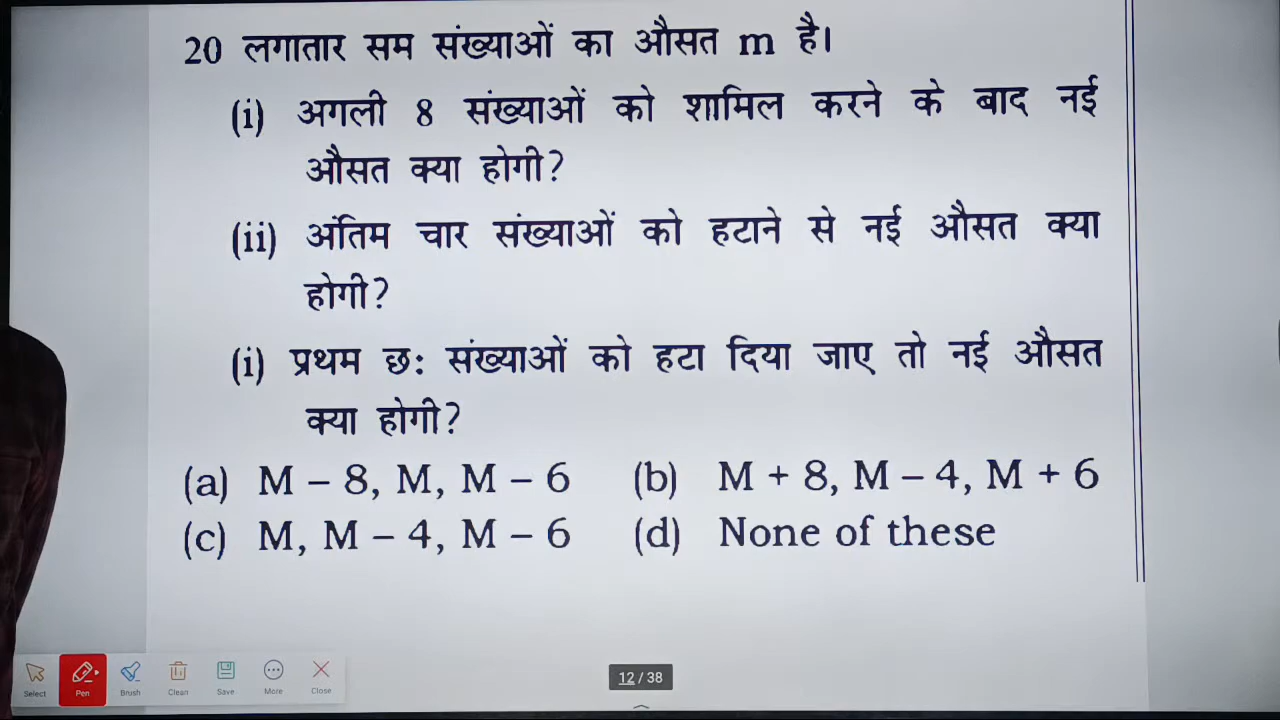 20 लगातार सम संख्याओं का औसत m है।
(i) अगली 8 संख्याओं को शामिल करने के बाद नई
औसत क्या होगी?
(ii) अंतिम चार संख्याओं को हटाने से नई औसत क्या
होगी?
(i) प्रथम छ: संख्याओं को हटा दिया जाए तो नई औसत
क्या होगी?
(a) M – 8, M, M – 6 (b) M + 8, M – 4, M + 6
(c) M, M – 4, M – 6 (d) None of these
Select Pen Brush Clean Save More Close
12 / 38